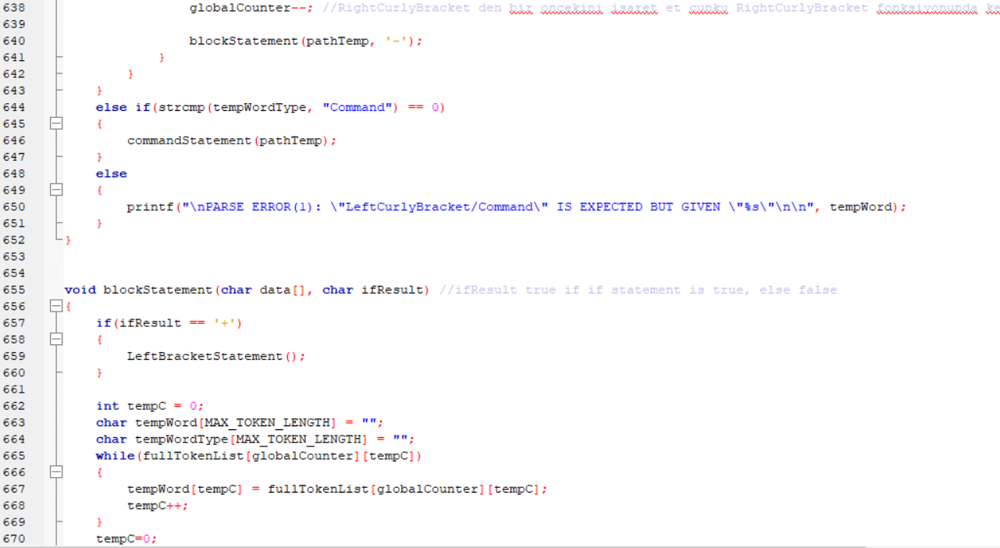 638 globalCounter--; //RightCurlyBracket den bir oncekini isaret et cunku RightCurlyBracket fonksiyonunda ke
639
640 blockStatement(pathTemp, '-');
641 }
642 }
643 }
644 else if(strcmp(tempWordType, "Command") == 0)
645 {
646 commandStatement(pathTemp);
647 }
648 else
649 {
650 printf("\nPARSE ERROR(1): \"LeftCurlyBracket/Command\" IS EXPECTED BUT GIVEN \"%s\"\n\n", tempWord);
651 }
652 }
653
654
655 void blockStatement(char data[], char ifResult) //ifResult true if if statement is true, else false
656 {
657 if(ifResult == '+')
658 {
659 LeftBracketStatement();
660 }
661
662 int tempC = 0;
663 char tempWord[MAX_TOKEN_LENGTH] = "";
664 char tempWordType[MAX_TOKEN_LENGTH] = "";
665 while(fullTokenList[globalCounter][tempC])
666 {
667 tempWord[tempC] = fullTokenList[globalCounter][tempC];
668 tempC++;
669 }
670 tempC=0;